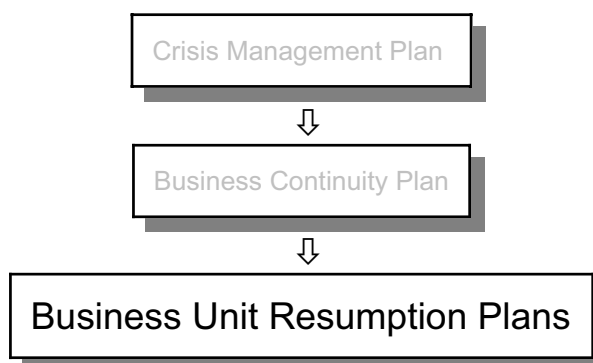 Crisis Management Plan
Business Continuity Plan
Business Unit Resumption Plans